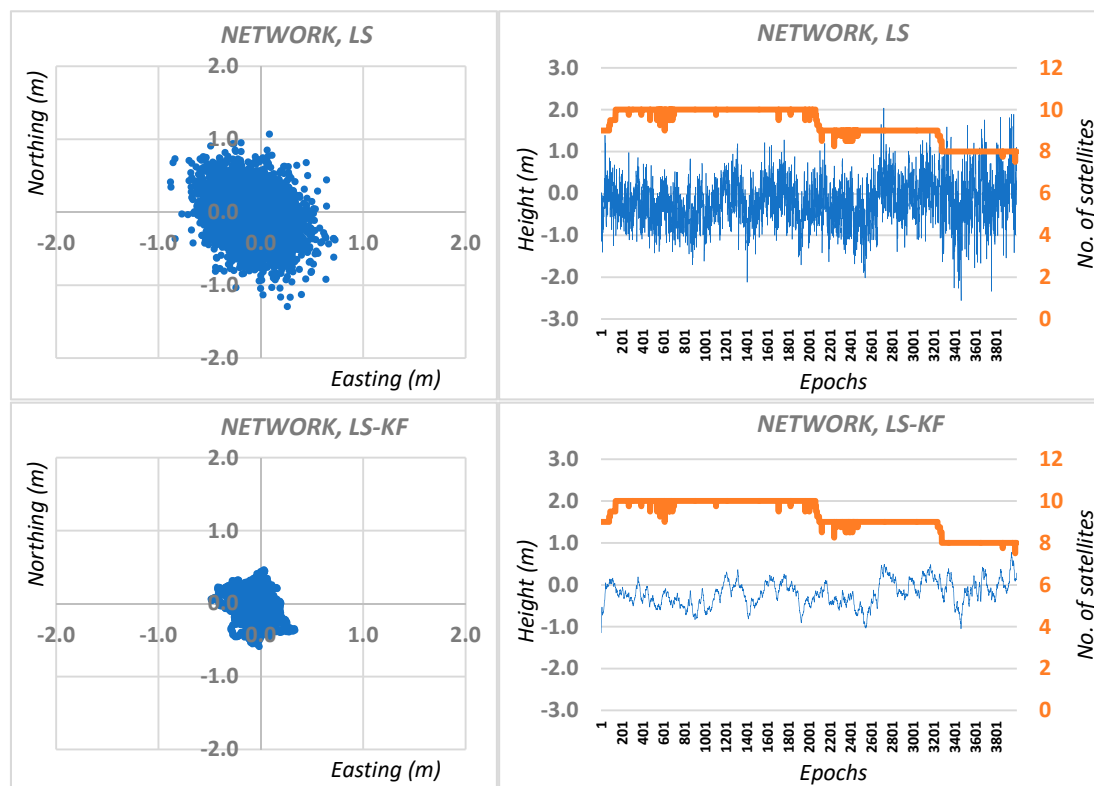 NETWORK, LS
2.0
1.0
0.0
-1.0
-2.0
-2.0 -1.0 0.0 1.0 2.0
Northing (m)
Easting (m)
NETWORK, LS
3.0 12
2.0 10
1.0 8
0.0 6
-1.0 4
-2.0 2
-3.0 0
Height (m)
No. of satellites
1 201 401 601 801 1001 1201 1401 1601 1801 2001 2201 2401 2601 2801 3001 3201 3401 3601 3801
Epochs
NETWORK, LS-KF
2.0
1.0
0.0
-1.0
-2.0
-2.0 -1.0 0.0 1.0 2.0
Northing (m)
Easting (m)
NETWORK, LS-KF
3.0 12
2.0 10
1.0 8
0.0 6
-1.0 4
-2.0 2
-3.0 0
Height (m)
No. of satellites
1 201 401 601 801 1001 1201 1401 1601 1801 2001 2201 2401 2601 2801 3001 3201 3401 3601 3801
Epochs